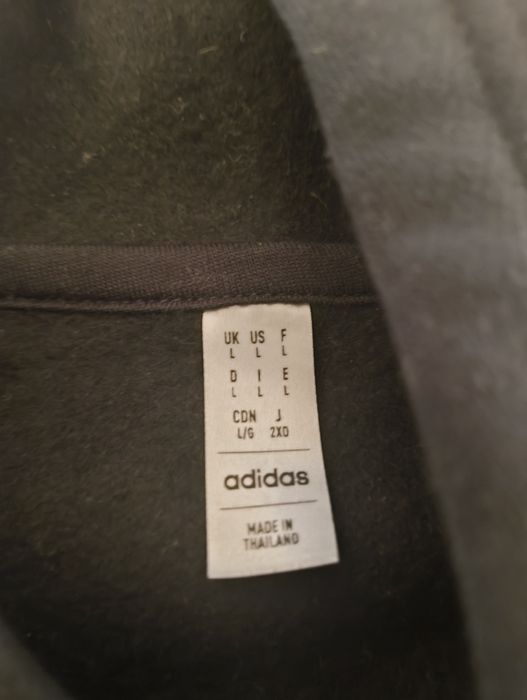 UK US F
L L L
D I E
L L L
CDN J
L/G 2XO
adidas
MADE IN
THAILAND